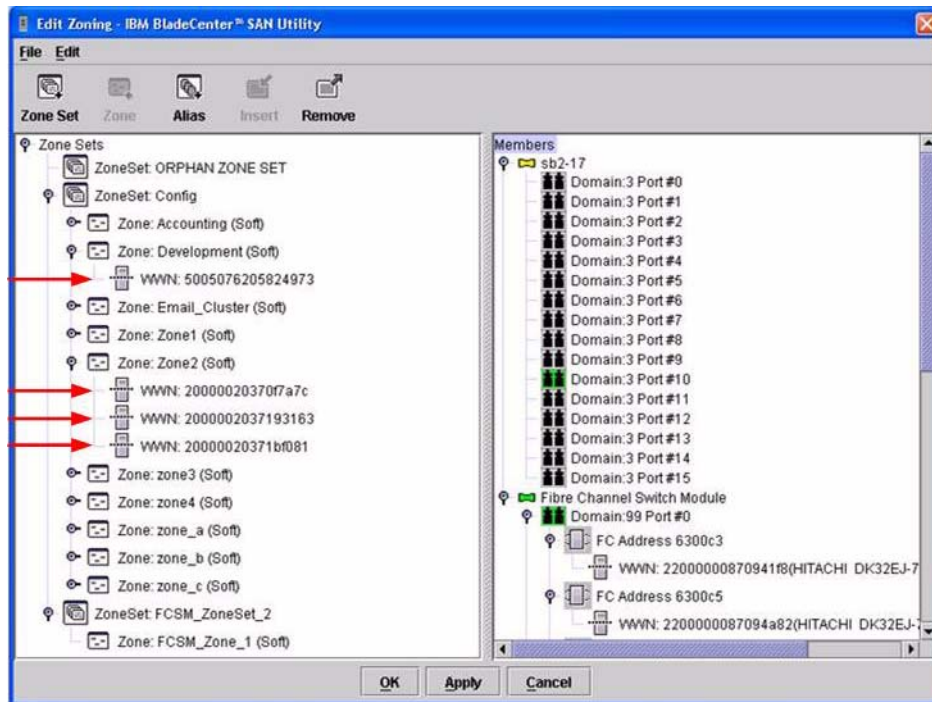 Edit Zoning - IBM BladeCenter™ SAN Utility
File Edit
Zone Set Zone Alias Insert Remove
Zone Sets
ZoneSet: ORPHAN ZONE SET
ZoneSet: Config
Zone: Accounting (Soft)
Zone: Development (Soft)
WWN: 5005076205824973
Zone: Email_Cluster (Soft)
Zone: Zone1 (Soft)
Zone: Zone2 (Soft)
WWN: 20000020370f7a7c
WWN: 2000002037193163
WWN: 20000020371bf081
Zone: zone3 (Soft)
Zone: zone4 (Soft)
Zone: zone_a (Soft)
Zone: zone_b (Soft)
Zone: zone_c (Soft)
ZoneSet: FCSM_ZoneSet_2
Zone: FCSM_Zone_1 (Soft)
Members
sb2-17
Domain:3 Port #0
Domain:3 Port #1
Domain:3 Port #2
Domain:3 Port #3
Domain:3 Port #4
Domain:3 Port #5
Domain:3 Port #6
Domain:3 Port #7
Domain:3 Port #8
Domain:3 Port #9
Domain:3 Port #10
Domain:3 Port #11
Domain:3 Port #12
Domain:3 Port #13
Domain:3 Port #14
Domain:3 Port #15
Fibre Channel Switch Module
Domain:99 Port #0
FC Address 6300c3
WWN: 22000000870941f8(HITACHI DK32EJ-7
FC Address 6300c5
WWN: 2200000087094a82(HITACHI DK32EJ-7
OK Apply Cancel